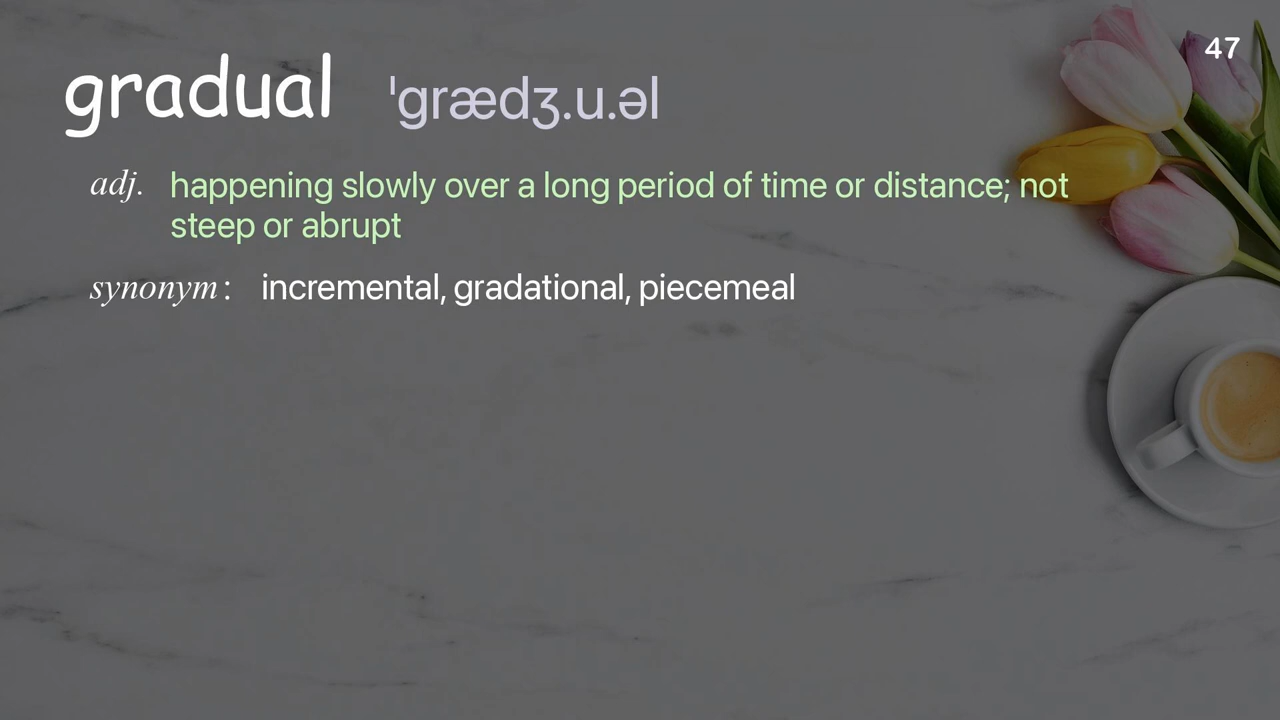 47
gradual ˈɡrædʒ.u.əl
adj. happening slowly over a long period of time or distance; not
steep or abrupt
synonym: incremental, gradational, piecemeal